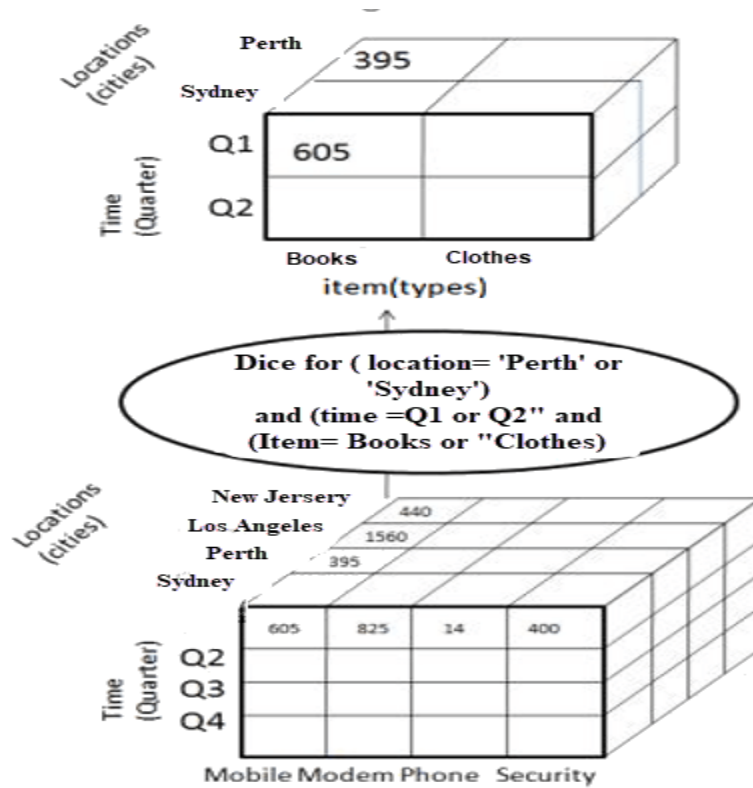 Locations
(cities)
Perth
Sydney
395
Q1
605
Q2
Time
(Quarter)
Books
Clothes
item(types)
Dice for ( location= 'Perth' or
'Sydney')
and (time =Q1 or Q2" and
(Item= Books or "Clothes)
Locations
(cities)
New Jersery
Los Angeles
Perth
Sydney
440
1560
395
605 825 14 400
Q2
Q3
Q4
Time
(Quarter)
Mobile Modem Phone Security